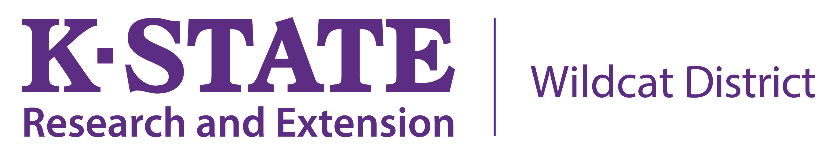 K-STATE
Research and Extension
Wildcat District